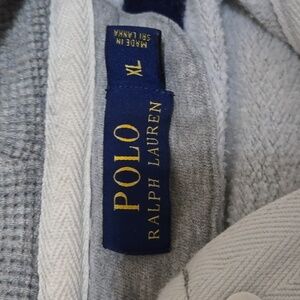 POLO
RALPH LAUREN
XL
MADE IN
SRI LANKA